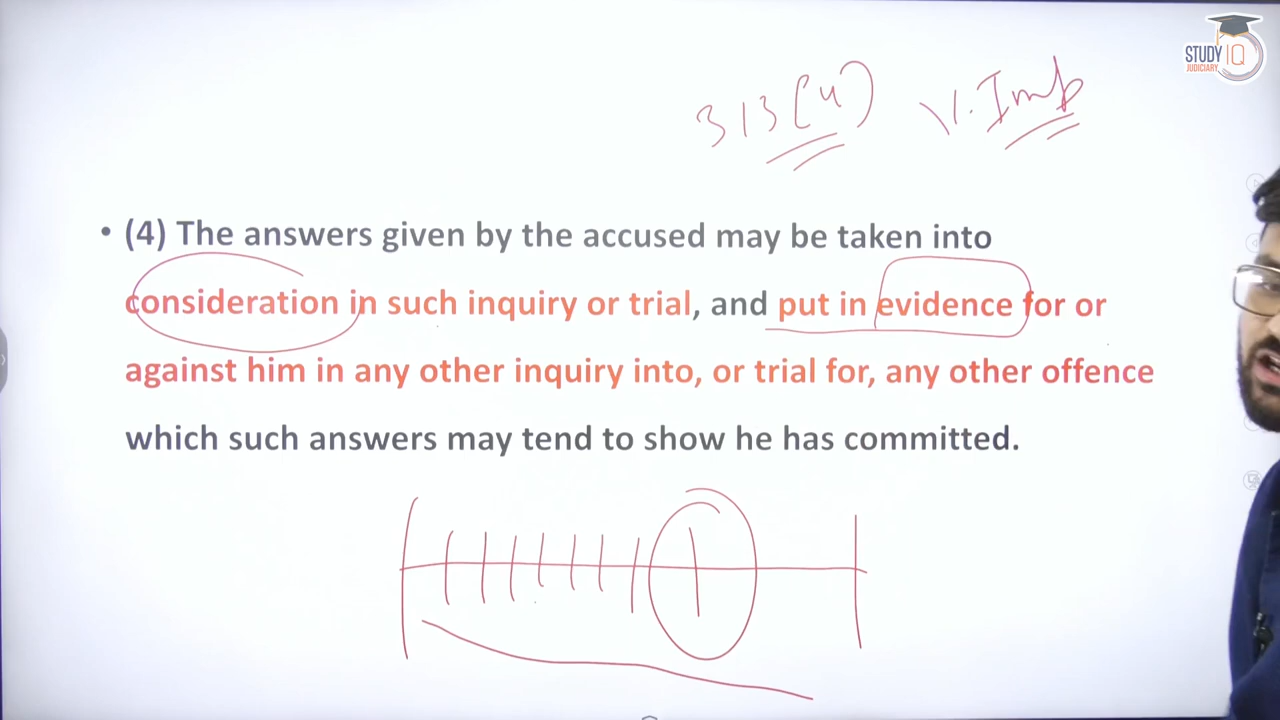 STUDY IQ
JUDICIARY
313(4) V. Imp
• (4) The answers given by the accused may be taken into
consideration in such inquiry or trial, and put in evidence for or
against him in any other inquiry into, or trial for, any other offence
which such answers may tend to show he has committed.